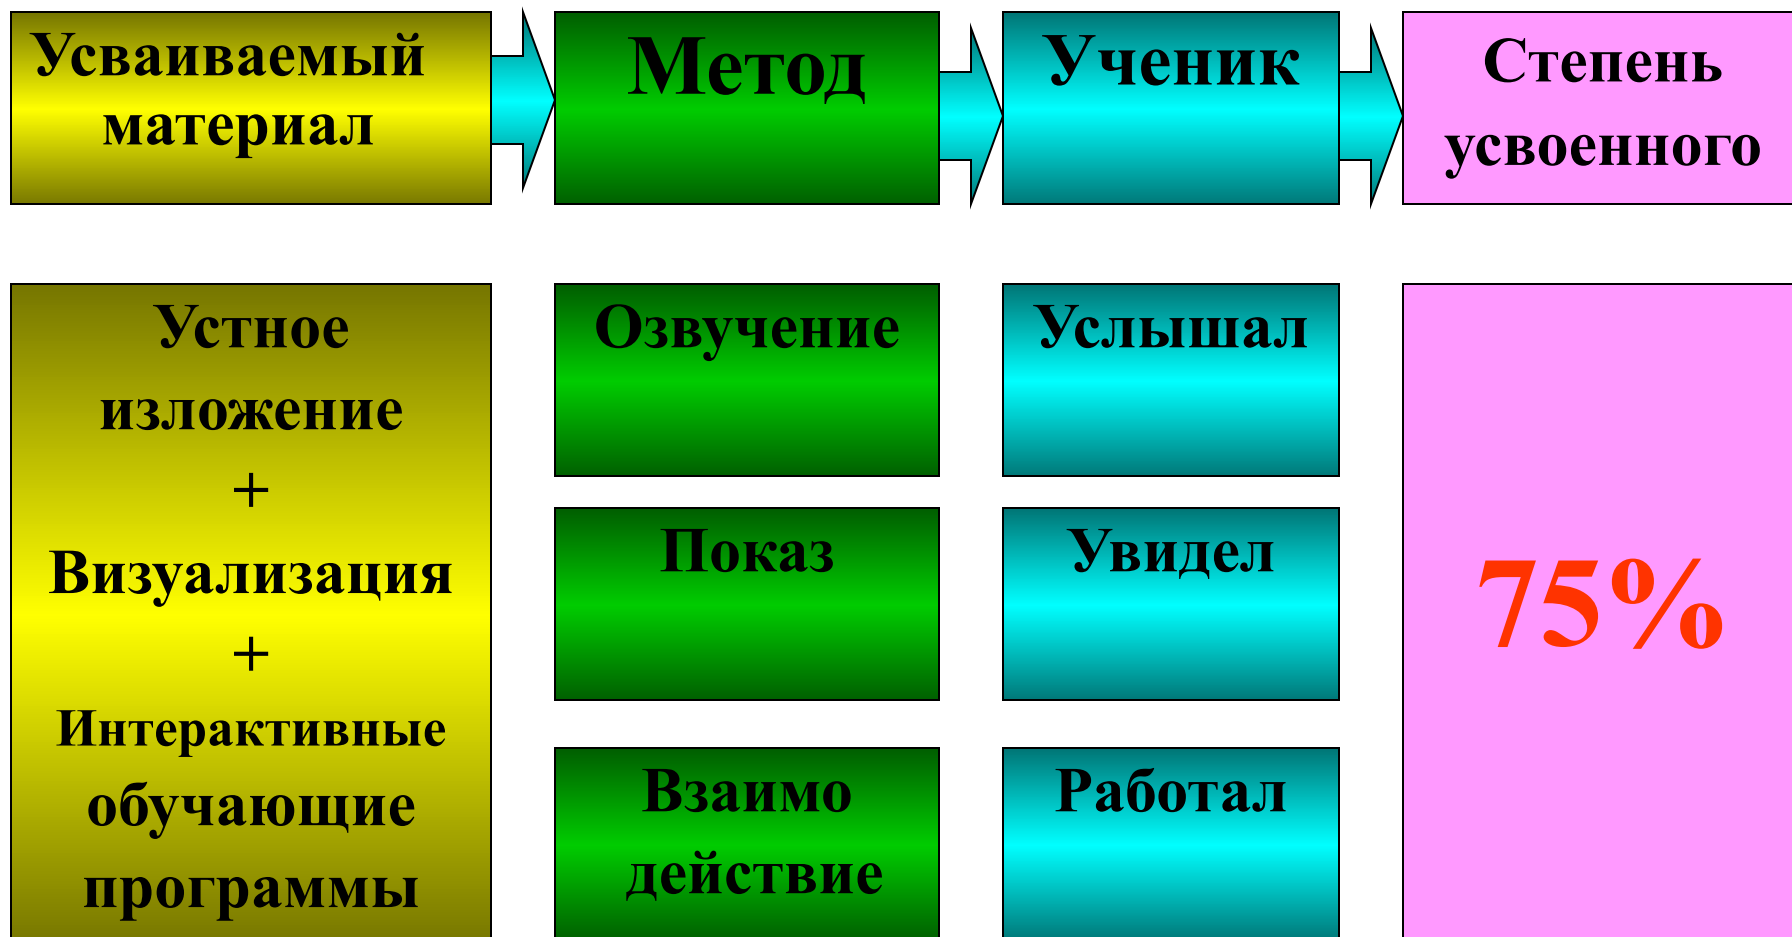 Усваиваемый
материал
Метод
Ученик
Степень
усвоенного
Устное
изложение
+
Визуализация
+
Интерактивные
обучающие
программы
Озвучение
Показ
Взаимо
действие
Услышал
Увидел
Работал
75%